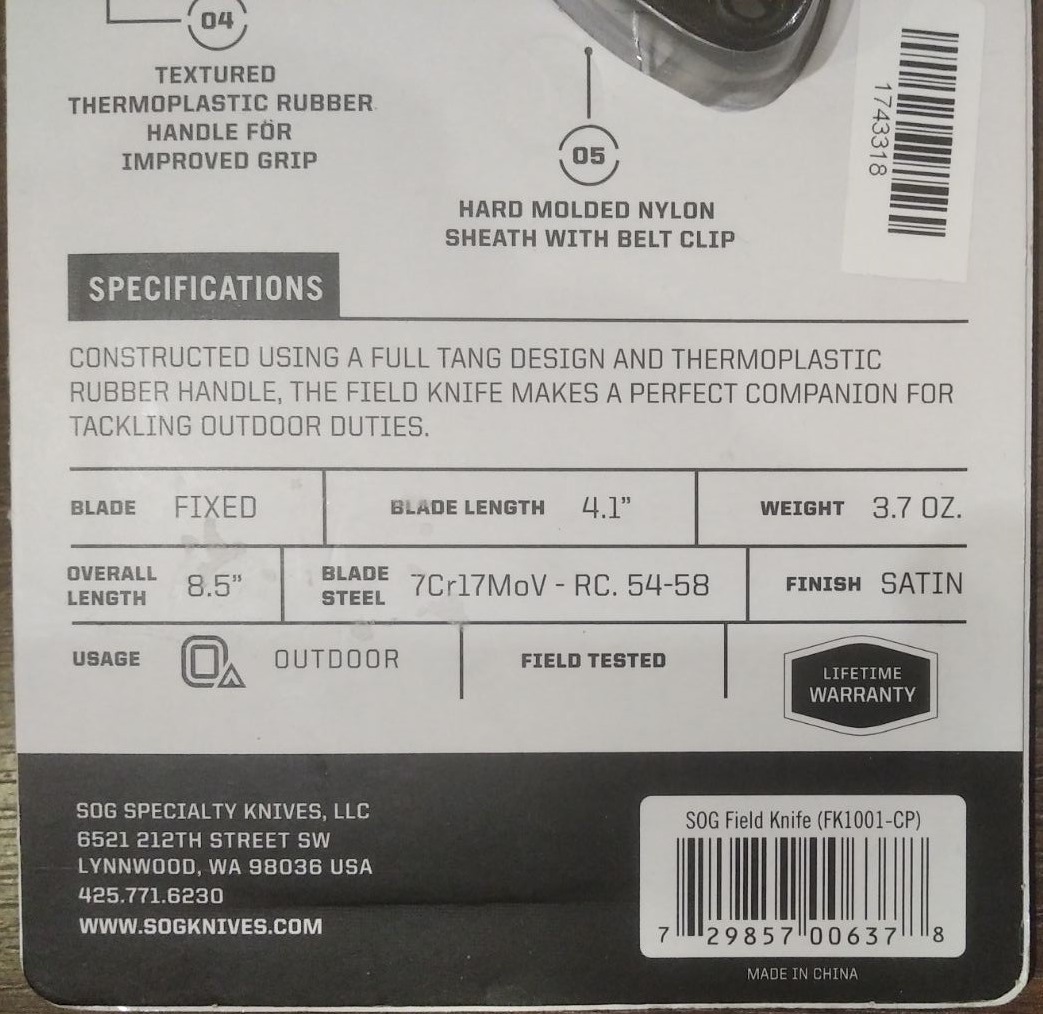 04
TEXTURED
THERMOPLASTIC RUBBER
HANDLE FÖR
IMPROVED GRIP
05
HARD MOLDED NYLON
SHEATH WITH BELT CLIP
1743318
SPECIFICATIONS
CONSTRUCTED USING A FULL TANG DESIGN AND THERMOPLASTIC
RUBBER HANDLE, THE FIELD KNIFE MAKES A PERFECT COMPANION FOR
TACKLING OUTDOOR DUTIES.
BLADE FIXED
BLADE LENGTH 4.1”
WEIGHT 3.7 OZ.
OVERALL
LENGTH 8.5”
BLADE
STEEL 7Cr17MoV - RC. 54-58
FINISH SATIN
USAGE OUTDOOR
FIELD TESTED
LIFETIME
WARRANTY
SOG SPECIALTY KNIVES, LLC
6521 212TH STREET SW
LYNNWOOD, WA 98036 USA
425.771.6230
WWW.SOGKNIVES.COM
SOG Field Knife (FK1001-CP)
7 29857 00637 8
MADE IN CHINA